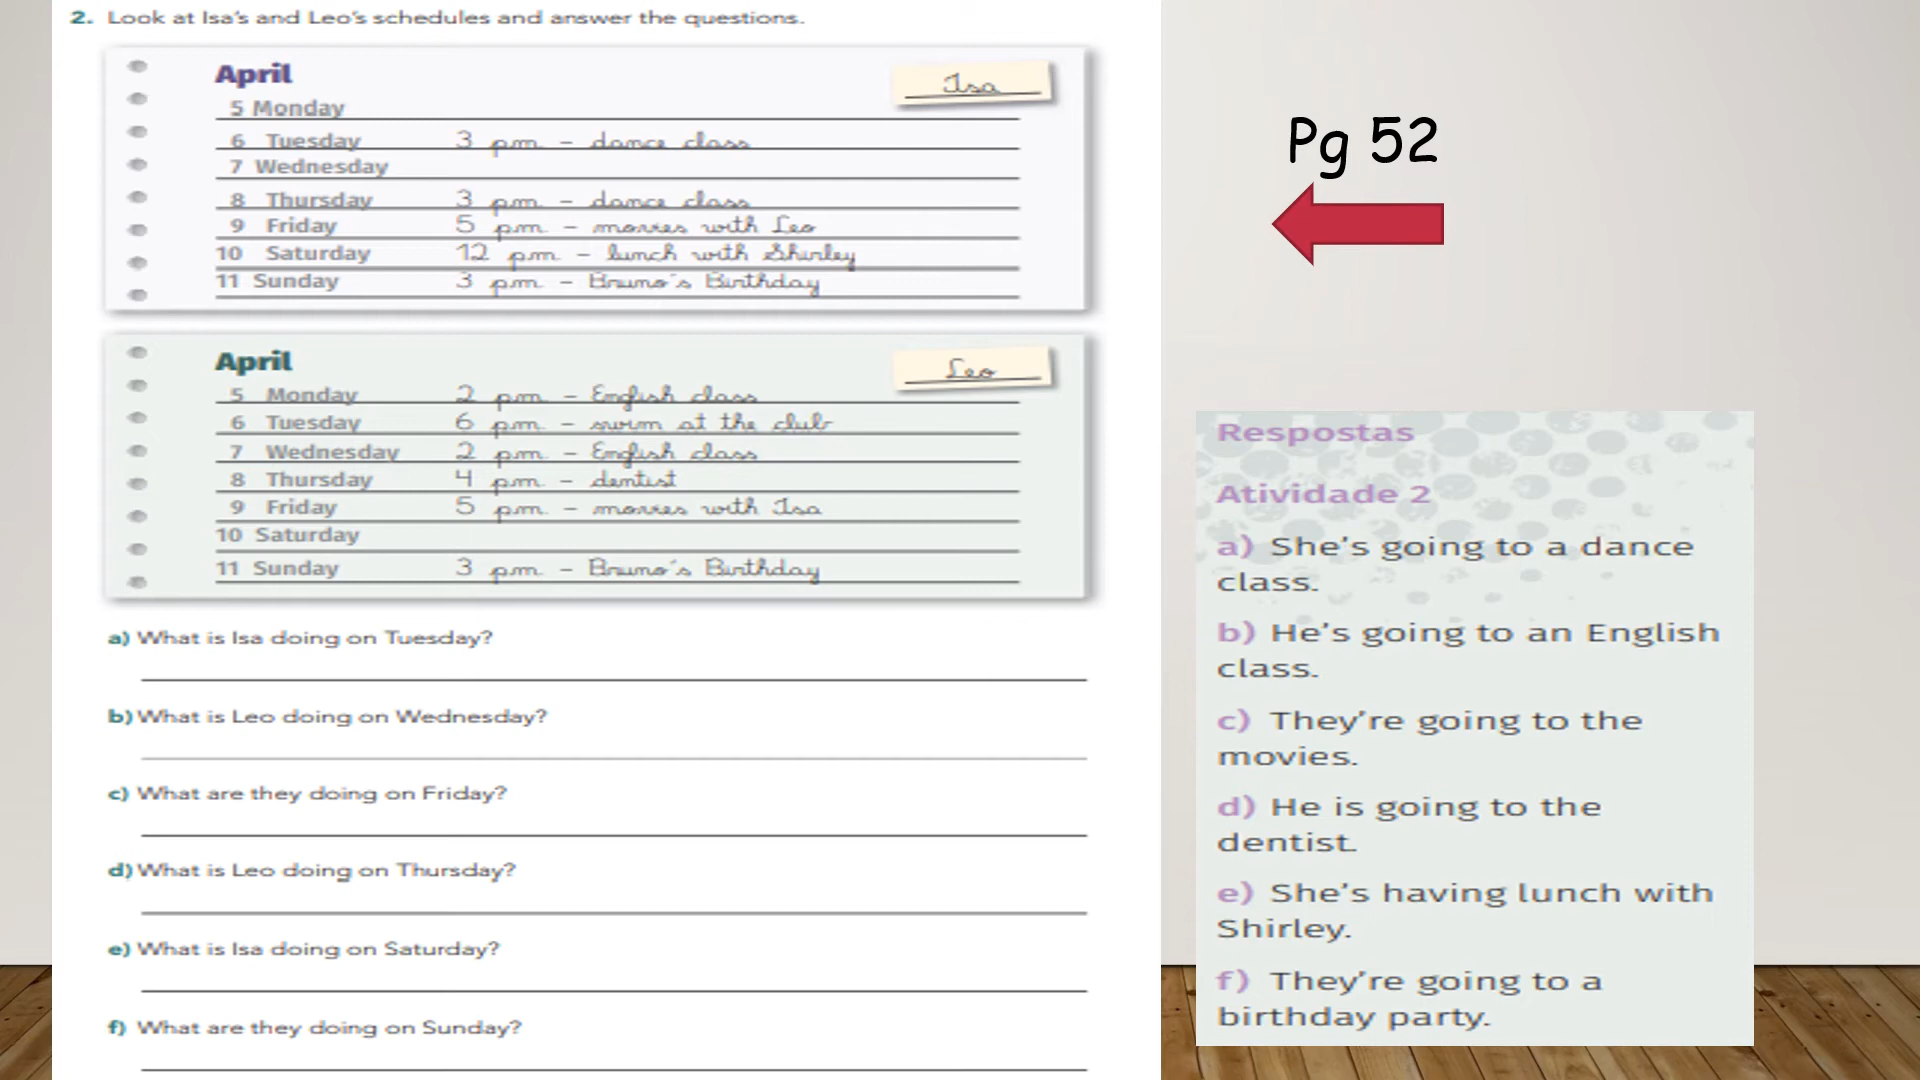 2. Look at Isa's and Leo's schedules and answer the questions.
April
Isa
5 Monday
6 Tuesday 3 p.m. - dance class
7 Wednesday
8 Thursday 3 p.m. - dance class
9 Friday 5 p.m. - movies with Leo
10 Saturday 12 p.m. - lunch with Shirley
11 Sunday 3 p.m. - Bruno's Birthday
April
Leo
5 Monday 2 p.m. - English class
6 Tuesday 6 p.m. - swim at the club
7 Wednesday 2 p.m. - English class
8 Thursday 4 p.m. - dentist
9 Friday 5 p.m. - movies with Isa
10 Saturday
11 Sunday 3 p.m. - Bruno's Birthday
a) What is Isa doing on Tuesday?
b) What is Leo doing on Wednesday?
c) What are they doing on Friday?
d) What is Leo doing on Thursday?
e) What is Isa doing on Saturday?
f) What are they doing on Sunday?
Pg 52
Respostas
Atividade 2
a) She's going to a dance
class.
b) He's going to an English
class.
c) They're going to the
movies.
d) He is going to the
dentist.
e) She's having lunch with
Shirley.
f) They're going to a
birthday party.